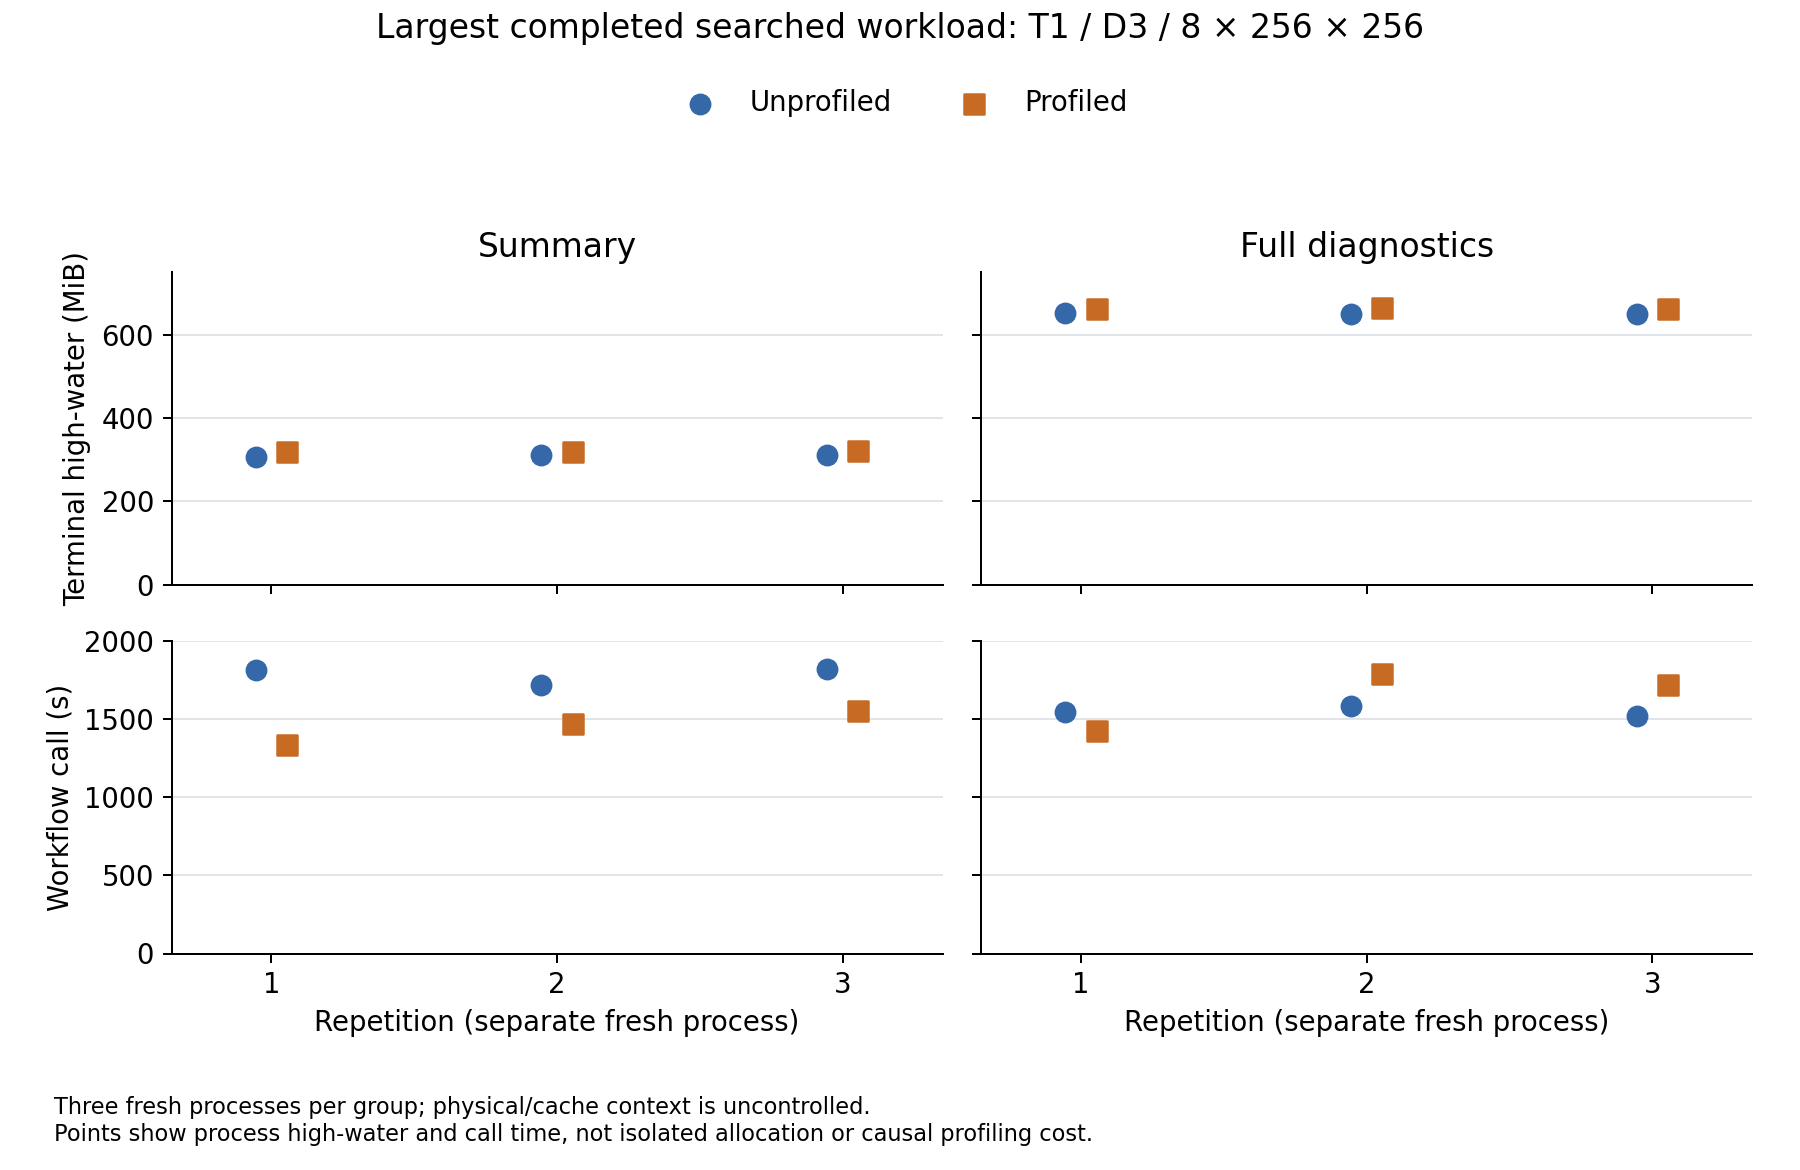 Largest completed searched workload: T1 / D3 / 8 × 256 × 256
Unprofiled
Profiled
Summary
Full diagnostics
Terminal high-water (MiB)
600
400
200
0
Workflow call (s)
2000
1500
1000
500
0
1 2 3
1 2 3
Repetition (separate fresh process)
Repetition (separate fresh process)
Three fresh processes per group; physical/cache context is uncontrolled.
Points show process high-water and call time, not isolated allocation or causal profiling cost.